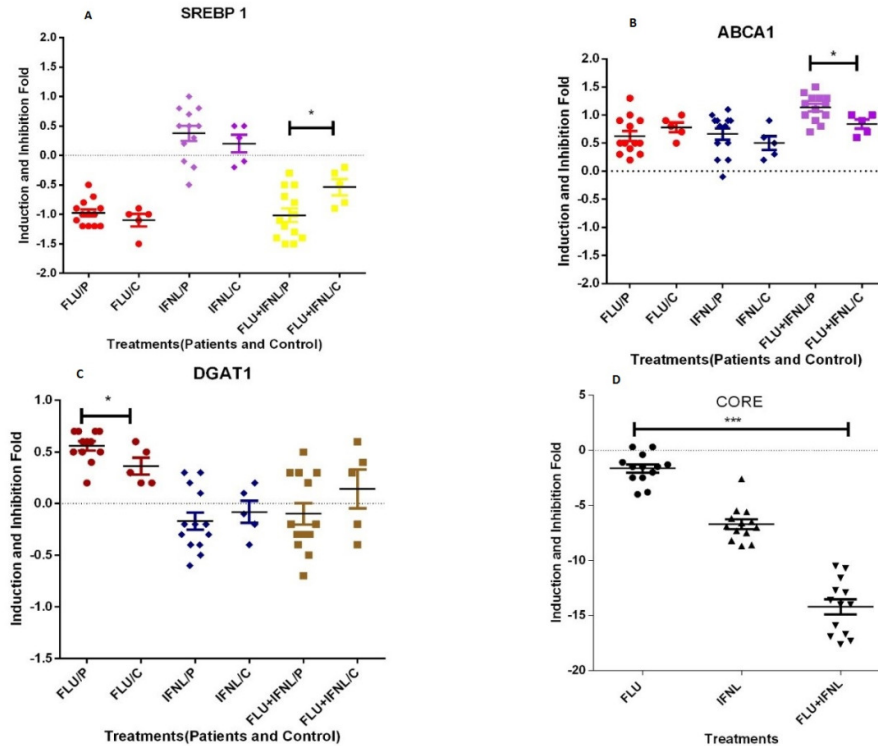 A
SREBP 1
Induction and Inhibition Fold
2.0
1.5
1.0
0.5
0.0
-0.5
-1.0
-1.5
-2.0
*
FLU/P
FLU/C
IFNL/P
IFNL/C
FLU+IFNL/P
FLU+IFNL/C
Treatments(Patients and Control)
B
ABCA1
Induction and Inhibition Fold
2.0
1.5
1.0
0.5
0.0
-0.5
-1.0
-1.5
-2.0
*
FLU/P
FLU/C
IFNL/P
IFNL/C
FLU+IFNL/P
FLU+IFNL/C
Treatments(Patients and Control)
C
DGAT1
Induction and Inhibition Fold
1.0
0.5
0.0
-0.5
-1.0
-1.5
*
FLU/P
FLU/C
IFNL/P
IFNL/C
FLU+IFNL/P
FLU+IFNL/C
Treatments(Patients and Control)
D
CORE
Induction and Inhibition Fold
5
0
-5
-10
-15
-20
***
FLU
IFNL
FLU+IFNL
Treatments